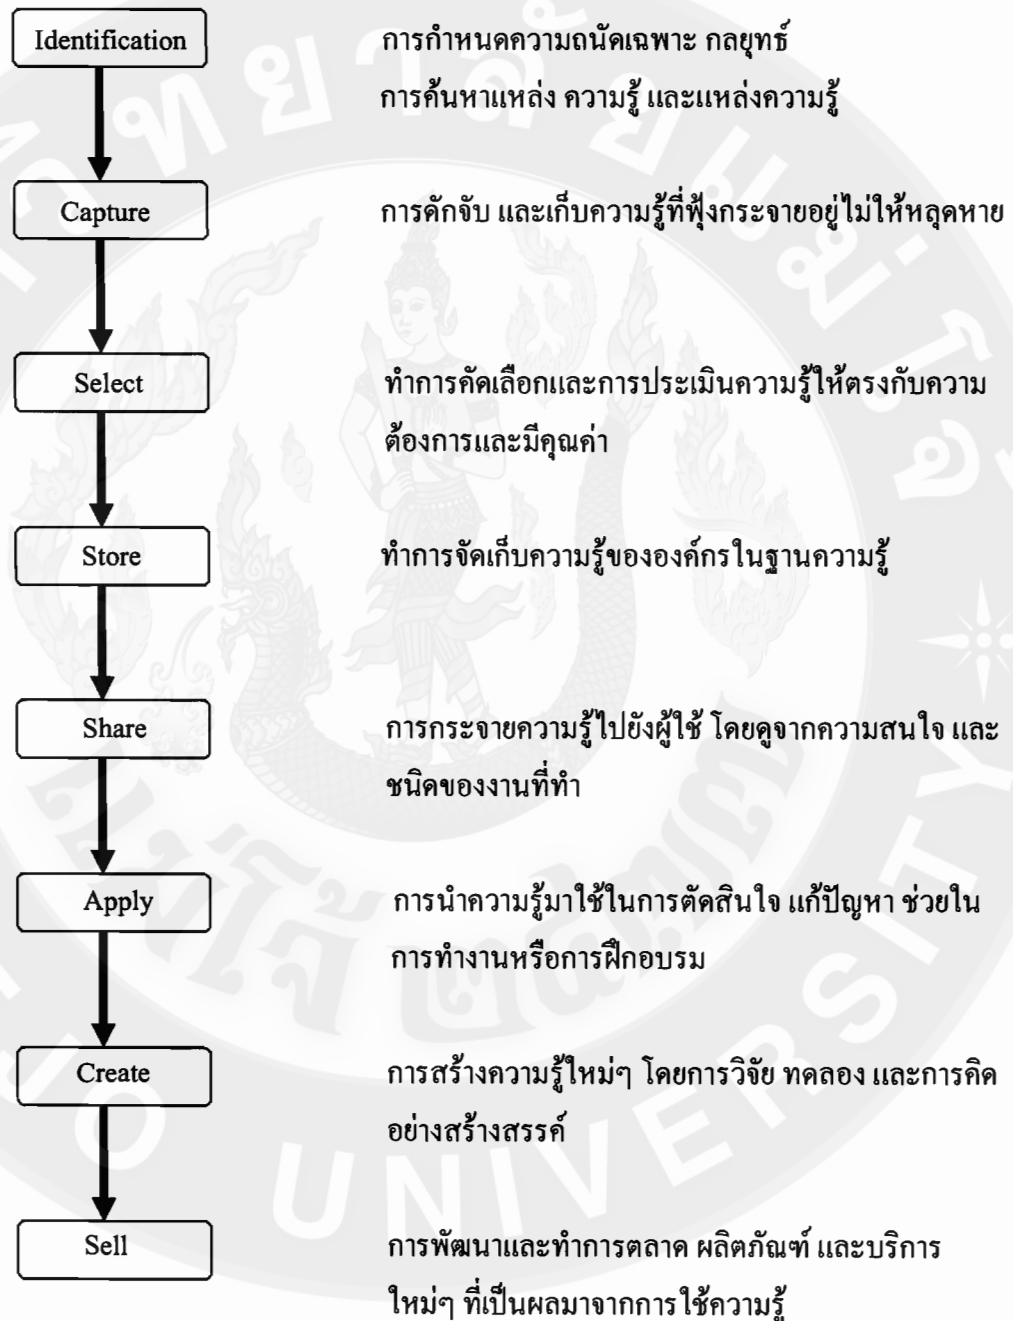 Identification
การกำหนดความถนัดเฉพาะ กลยุทธ์
การค้นหาแหล่ง ความรู้ และแหล่งความรู้
Capture
การดักจับ และเก็บความรู้ที่ฟุ้งกระจายอยู่ไม่ให้หลุดหาย
Select
ทำการคัดเลือกและการประเมินความรู้ให้ตรงกับความ
ต้องการและมีคุณค่า
Store
ทำการจัดเก็บความรู้ขององค์กรในฐานความรู้
Share
การกระจายความรู้ไปยังผู้ใช้ โดยดูจากความสนใจ และ
ชนิดของงานที่ทำ
Apply
การนำความรู้มาใช้ในการตัดสินใจ แก้ปัญหา ช่วยใน
การทำงานหรือการฝึกอบรม
Create
การสร้างความรู้ใหม่ๆ โดยการวิจัย ทดลอง และการคิด
อย่างสร้างสรรค์
Sell
การพัฒนาและทำการตลาด ผลิตภัณฑ์ และบริการ
ใหม่ๆ ที่เป็นผลมาจากการใช้ความรู้
UNIVERSITY